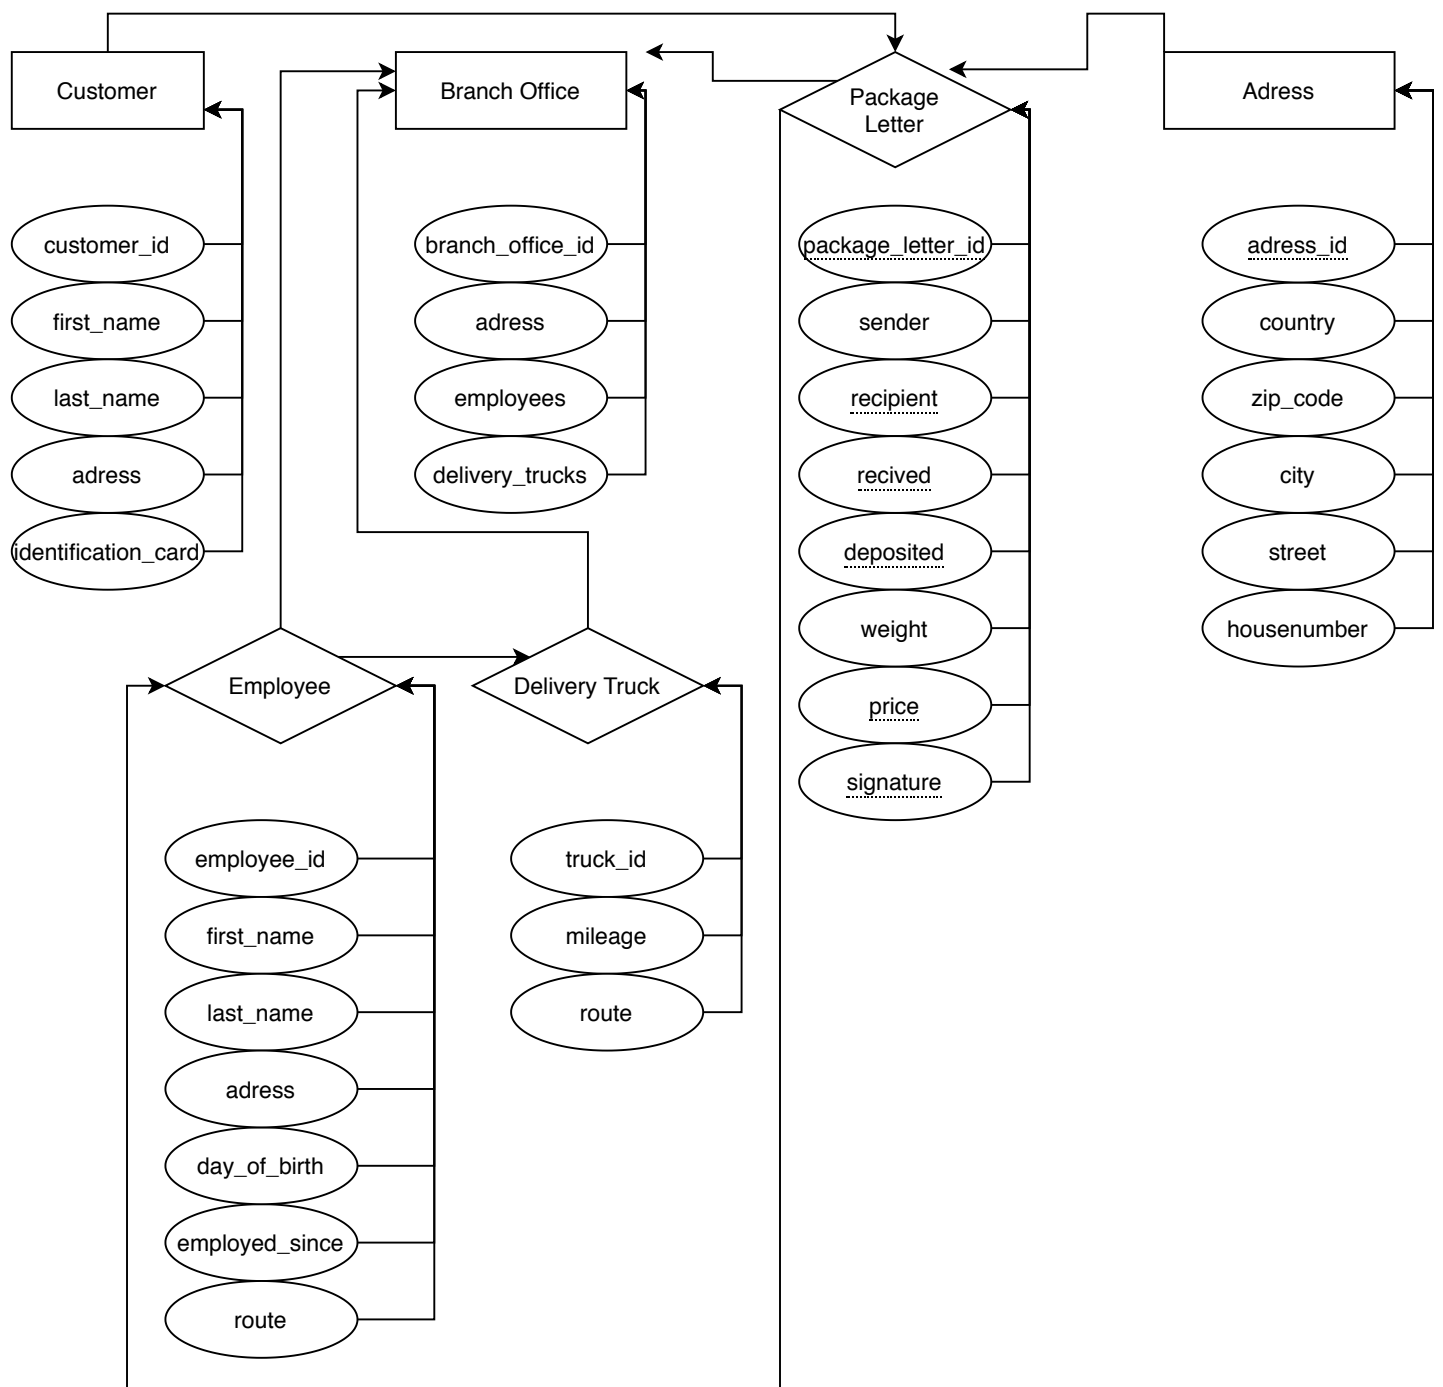 Customer
Branch Office
Package
Letter
Adress
customer_id
first_name
last_name
adress
identification_card
branch_office_id
adress
employees
delivery_trucks
package_letter_id
sender
recipient
recived
deposited
weight
price
signature
adress_id
country
zip_code
city
street
housenumber
Employee
Delivery Truck
employee_id
first_name
last_name
adress
day_of_birth
employed_since
route
truck_id
mileage
route